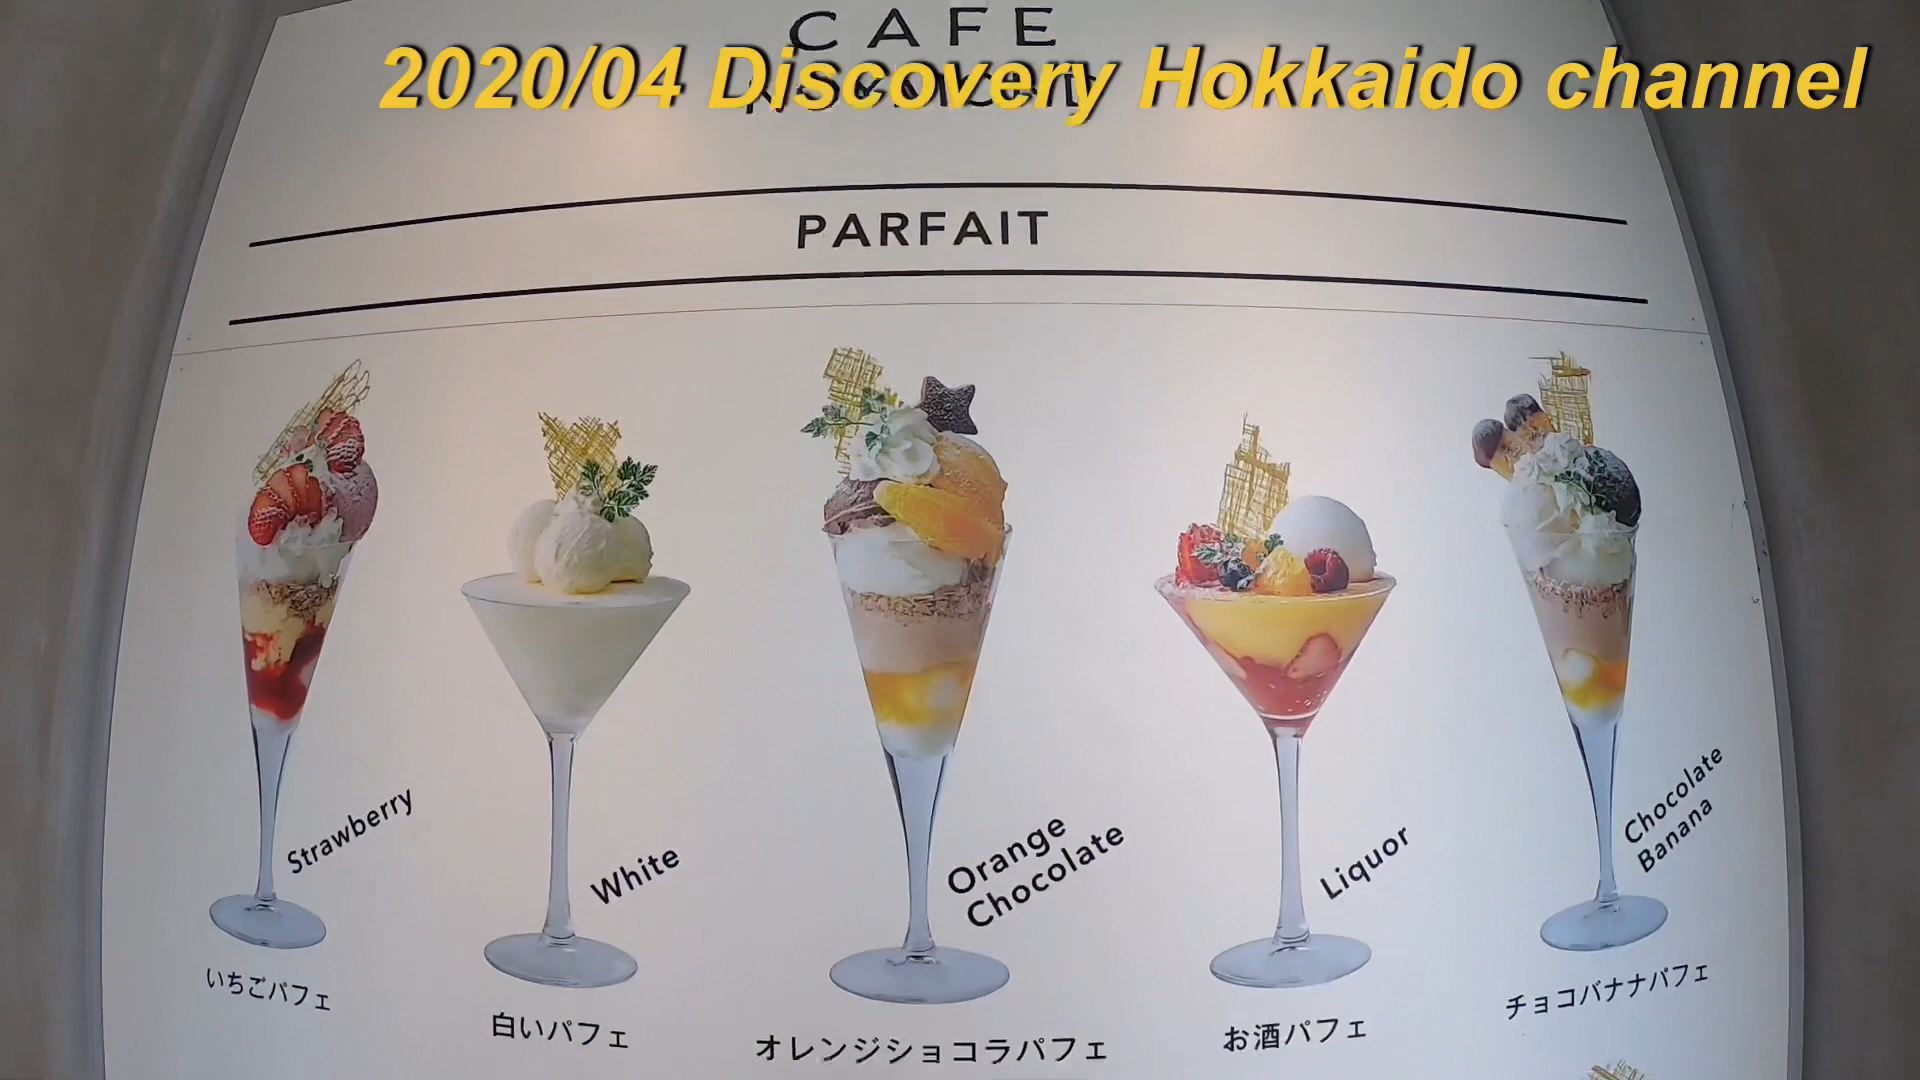 CAFE
2020/04 Discovery Hokkaido channel
PARFAIT
Strawberry
White
Orange
Chocolate
Liquor
Chocolate
Banana
いちごパフェ
白いパフェ
オレンジショコラパフェ
お酒パフェ
チョコバナナパフェ